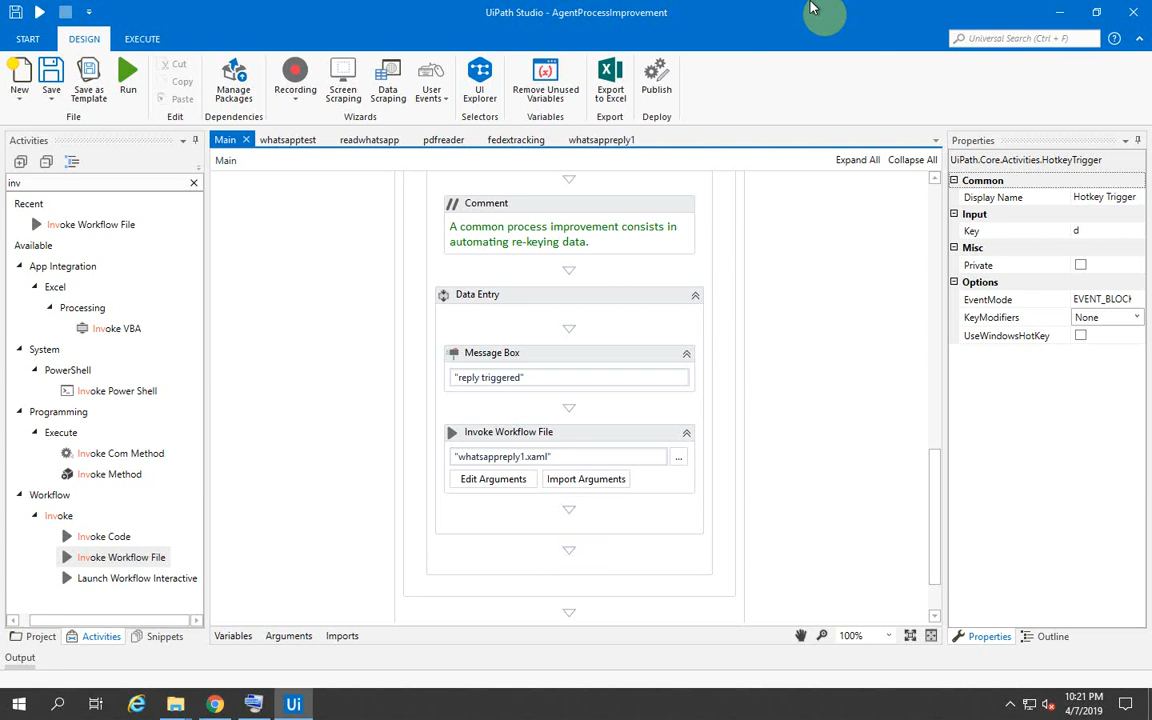 UiPath Studio - AgentProcessImprovement
START
DESIGN
EXECUTE
Universal Search (Ctrl + F)
New
Save
Save as Template
Run
Cut
Copy
Paste
Manage Packages
Recording
Screen Scraping
Data Scraping
User Events
UI Explorer
Remove Unused Variables
Export to Excel
Publish
File
Edit
Dependencies
Wizards
Selectors
Variables
Export
Deploy
Activities
inv
Recent
Invoke Workflow File
Available
App Integration
Excel
Processing
Invoke VBA
System
PowerShell
Invoke Power Shell
Programming
Execute
Invoke Com Method
Invoke Method
Workflow
Invoke
Invoke Code
Invoke Workflow File
Launch Workflow Interactive
Project
Activities
Snippets
Output
Main
whatsapptest
readwhatsapp
pdfreader
fedextracking
whatsappreply1
Main
Expand All
Collapse All
// Comment
A common process improvement consists in
automating re-keying data.
Data Entry
Message Box
"reply triggered"
Invoke Workflow File
"whatsappreply1.xaml"
...
Edit Arguments
Import Arguments
Variables
Arguments
Imports
100%
Properties
UiPath.Core.Activities.HotkeyTrigger
Common
Display Name
Hotkey Trigger
Input
Key
d
Misc
Private
Options
EventMode
EVENT_BLOCK
KeyModifiers
None
UseWindowsHotKey
Properties
Outline
Ui
10:21 PM
4/7/2019